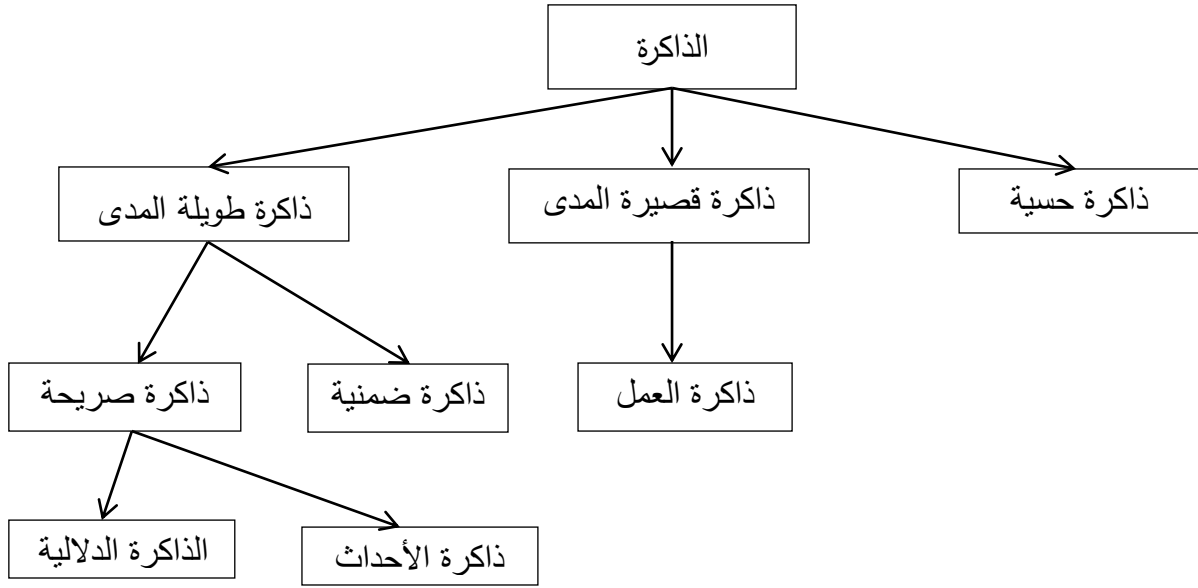 الذاكرة
ذاكرة حسية
ذاكرة قصيرة المدى
ذاكرة طويلة المدى
ذاكرة العمل
ذاكرة ضمنية
ذاكرة صريحة
ذاكرة الأحداث
الذاكرة الدلالية